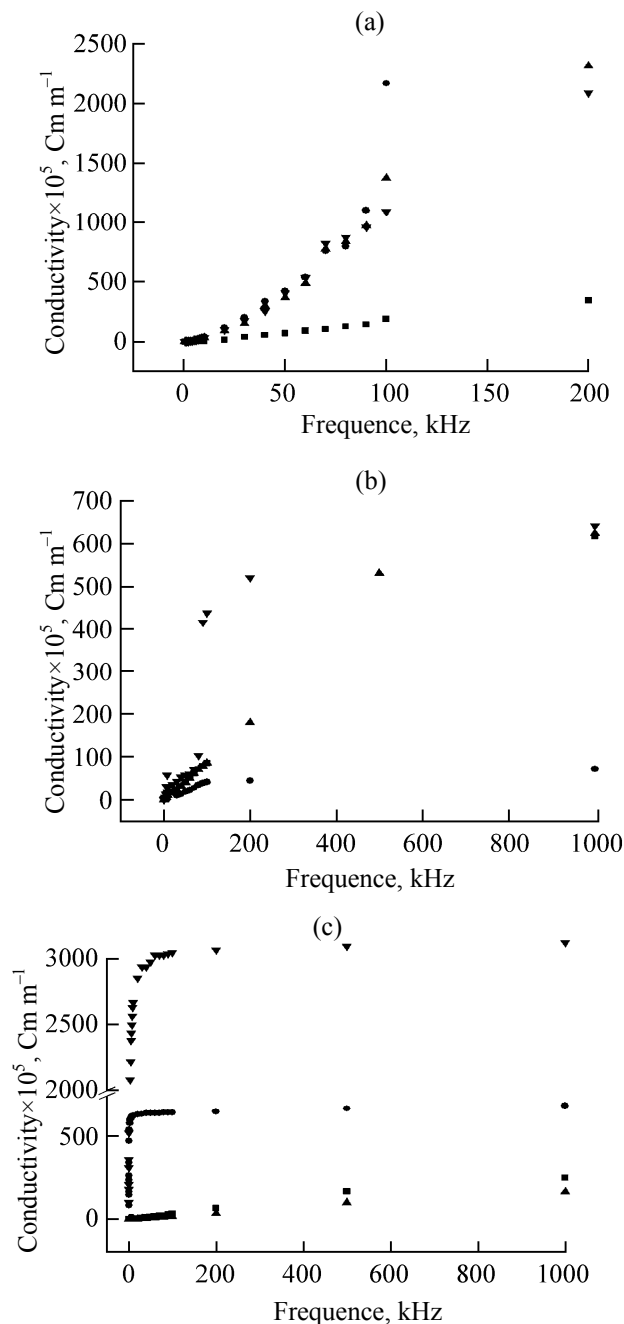 (a)
2500
2000
1500
1000
500
0
Conductivity×10⁵, Cm m⁻¹
0 50 100 150 200
Frequence, kHz
(b)
700
600
500
400
300
200
100
0
Conductivity×10⁵, Cm m⁻¹
0 200 400 600 800 1000
Frequence, kHz
(c)
3000
2500
2000
500
0
Conductivity×10⁵, Cm m⁻¹
0 200 400 600 800 1000
Frequence, kHz